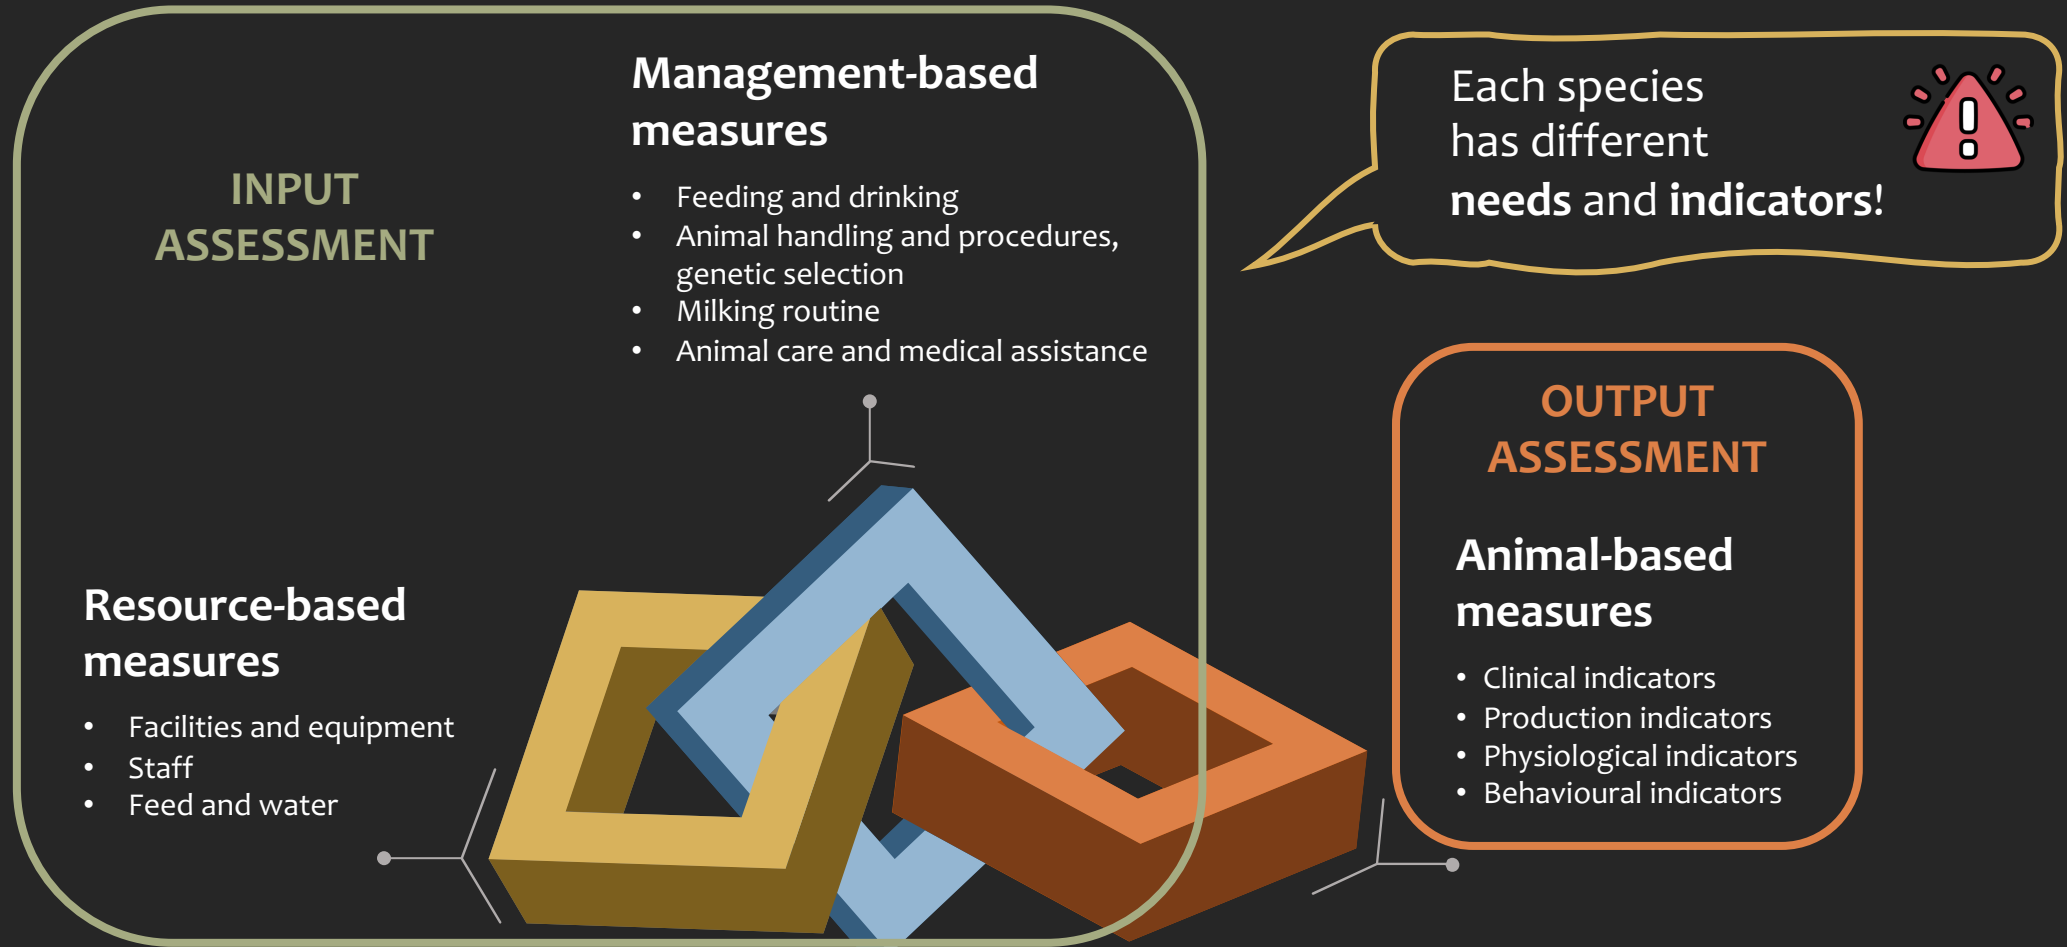 INPUT
ASSESSMENT
Management-based
measures
• Feeding and drinking
• Animal handling and procedures,
genetic selection
• Milking routine
• Animal care and medical assistance
Resource-based
measures
• Facilities and equipment
• Staff
• Feed and water
Each species
has different
needs and indicators!
OUTPUT
ASSESSMENT
Animal-based
measures
• Clinical indicators
• Production indicators
• Physiological indicators
• Behavioural indicators